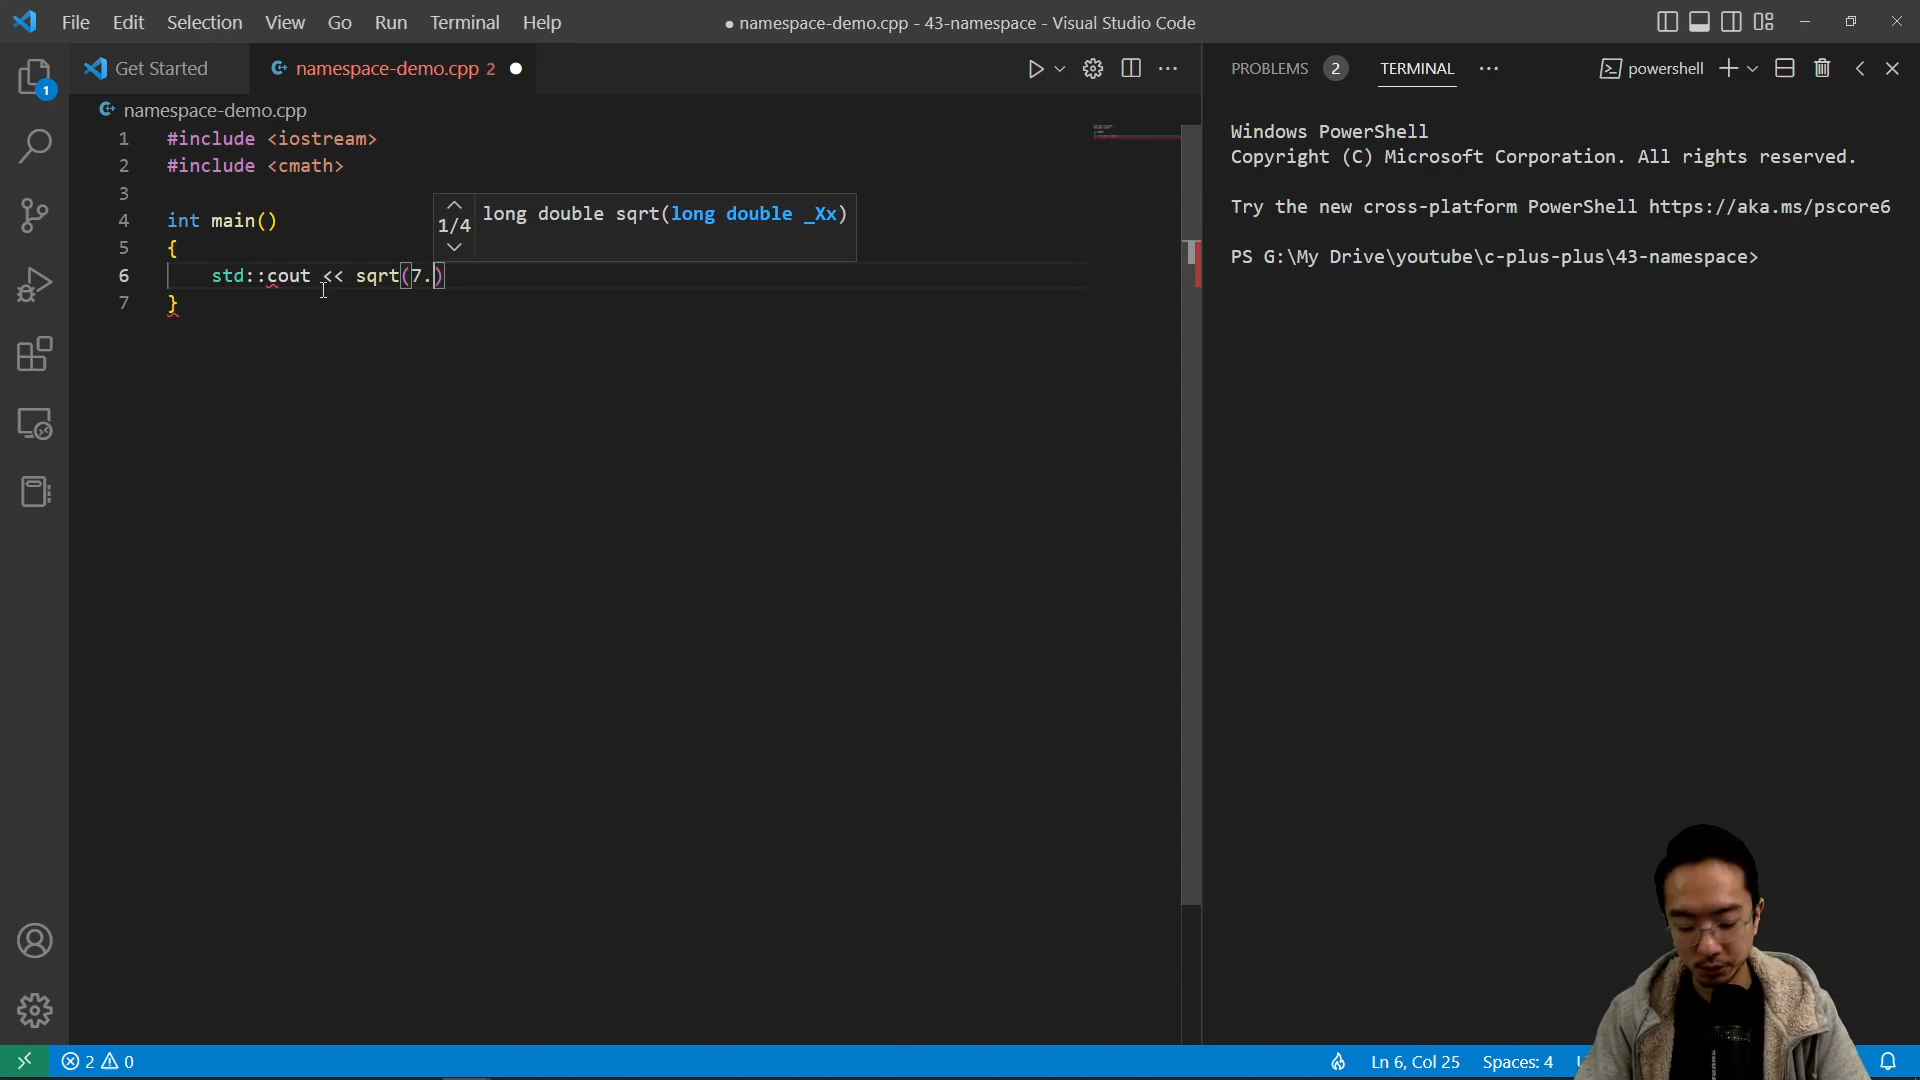 File Edit Selection View Go Run Terminal Help
● namespace-demo.cpp - 43-namespace - Visual Studio Code
Get Started
namespace-demo.cpp 2
PROBLEMS 2 TERMINAL
powershell
1
namespace-demo.cpp
1 #include <iostream>
2 #include <cmath>
3
4 int main()
5 {
6 std::cout << sqrt(7.)
7 }
1/4 long double sqrt(long double _Xx)
Windows PowerShell
Copyright (C) Microsoft Corporation. All rights reserved.
Try the new cross-platform PowerShell https://aka.ms/pscore6
PS G:\My Drive\youtube\c-plus-plus\43-namespace>
2 0
Ln 6, Col 25 Spaces: 4